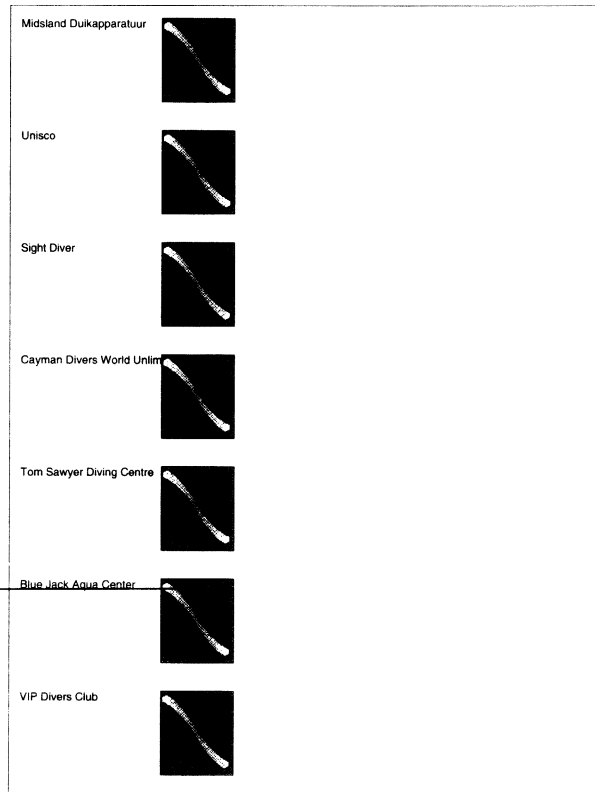 Midsland Duikapparatuur
Unisco
Sight Diver
Cayman Divers World Unlim
Tom Sawyer Diving Centre
Blue Jack Aqua Center
VIP Divers Club